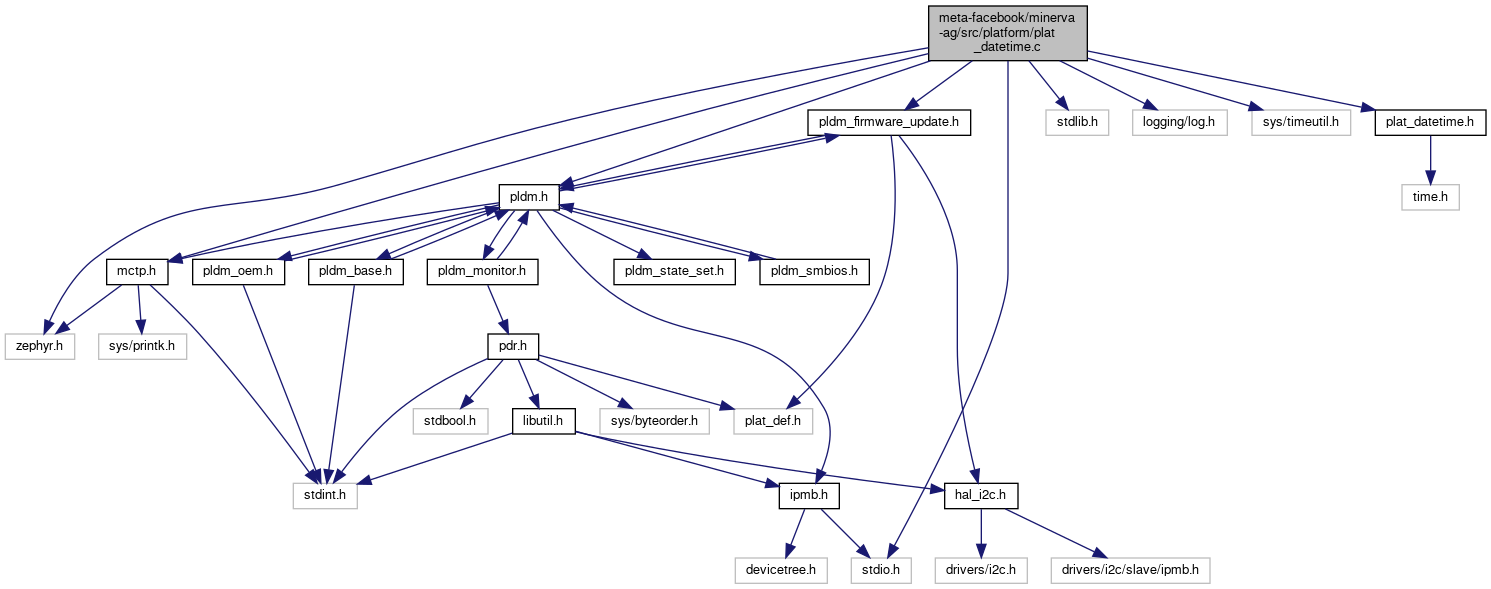 meta-facebook/minerva
-ag/src/platform/plat
_datetime.c
pldm_firmware_update.h
stdlib.h
logging/log.h
sys/timeutil.h
plat_datetime.h
pldm.h
time.h
mctp.h
pldm_oem.h
pldm_base.h
pldm_monitor.h
pldm_state_set.h
pldm_smbios.h
zephyr.h
sys/printk.h
pdr.h
stdbool.h
libutil.h
sys/byteorder.h
plat_def.h
stdint.h
ipmb.h
hal_i2c.h
devicetree.h
stdio.h
drivers/i2c.h
drivers/i2c/slave/ipmb.h